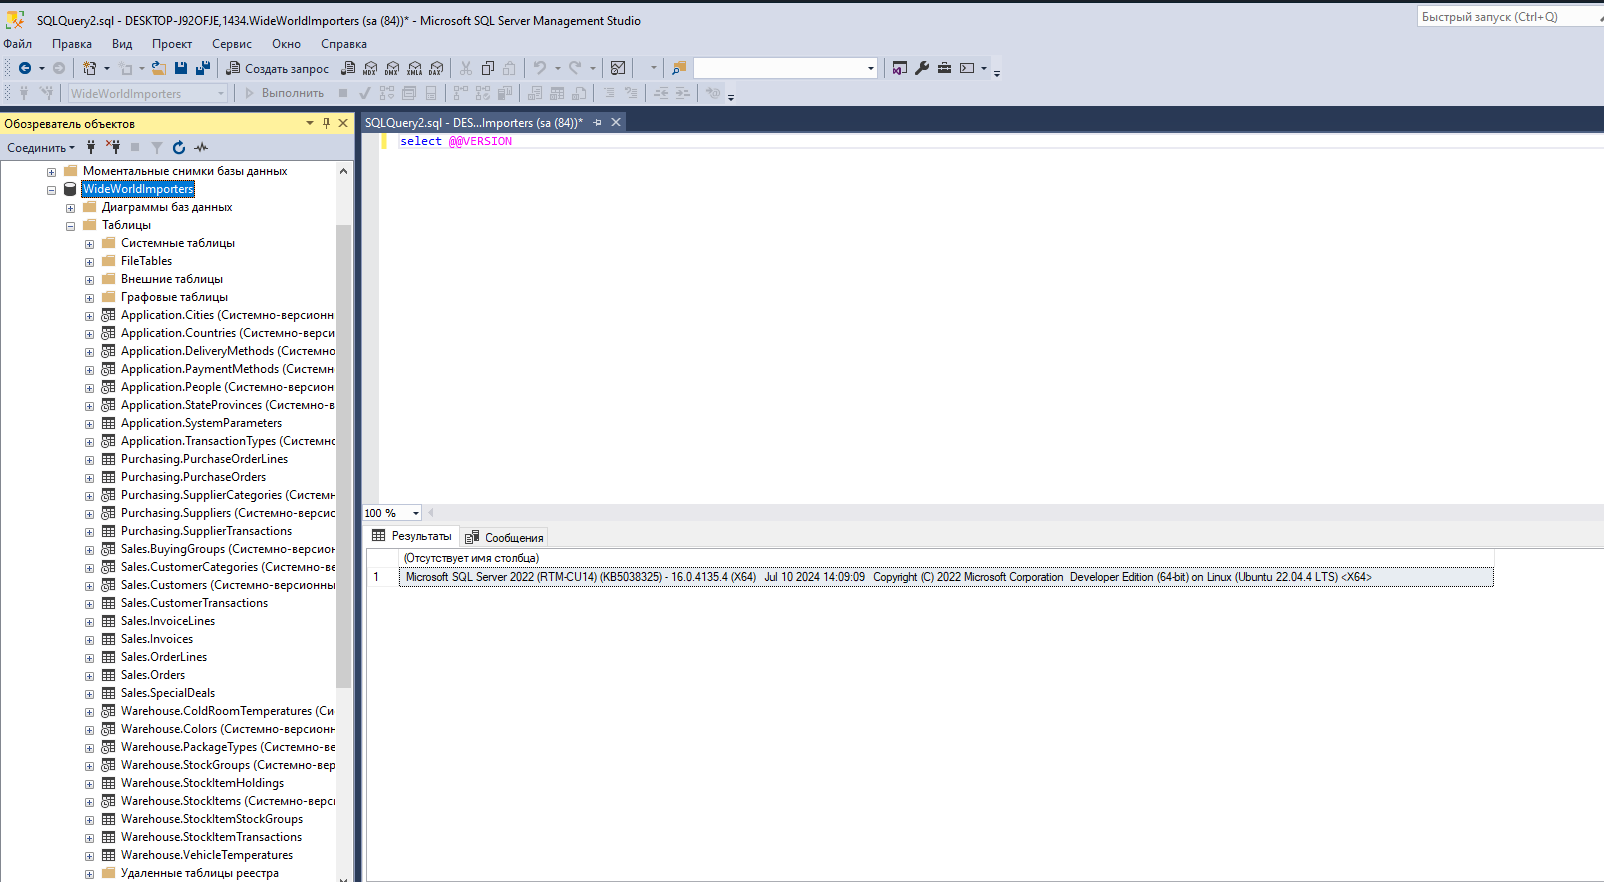 SQLQuery2.sql - DESKTOP-J92OFJE,1434.WideWorldImporters (sa (84))* - Microsoft SQL Server Management Studio
Быстрый запуск (Ctrl+Q)
Файл Правка Вид Проект Сервис Окно Справка
Создать запрос MDX DMX XMLA DAX
WideWorldImporters Выполнить
Обозреватель объектов
SQLQuery2.sql - DES...Importers (sa (84))*
Соединить
select @@VERSION
Моментальные снимки базы данных
WideWorldImporters
Диаграммы баз данных
Таблицы
Системные таблицы
FileTables
Внешние таблицы
Графовые таблицы
Application.Cities (Системно-версионн
Application.Countries (Системно-верси
Application.DeliveryMethods (Системно
Application.PaymentMethods (Системн
Application.People (Системно-версион
Application.StateProvinces (Системно-в
Application.SystemParameters
Application.TransactionTypes (Системно
Purchasing.PurchaseOrderLines
Purchasing.PurchaseOrders
Purchasing.SupplierCategories (Системн
Purchasing.Suppliers (Системно-версис
Purchasing.SupplierTransactions
Sales.BuyingGroups (Системно-версион
Sales.CustomerCategories (Системно-ве
Sales.Customers (Системно-версионны
Sales.CustomerTransactions
Sales.InvoiceLines
Sales.Invoices
Sales.OrderLines
Sales.Orders
Sales.SpecialDeals
Warehouse.ColdRoomTemperatures (Си
Warehouse.Colors (Системно-версионн
Warehouse.PackageTypes (Системно-ве
Warehouse.StockGroups (Системно-вер
Warehouse.StockItemHoldings
Warehouse.StockItems (Системно-верси
Warehouse.StockItemStockGroups
Warehouse.StockItemTransactions
Warehouse.VehicleTemperatures
Удаленные таблицы реестра
100 %
Результаты Сообщения
(Отсутствует имя столбца)
1 Microsoft SQL Server 2022 (RTM-CU14) (KB5038325) - 16.0.4135.4 (X64) Jul 10 2024 14:09:09 Copyright (C) 2022 Microsoft Corporation Developer Edition (64-bit) on Linux (Ubuntu 22.04.4 LTS) <X64>